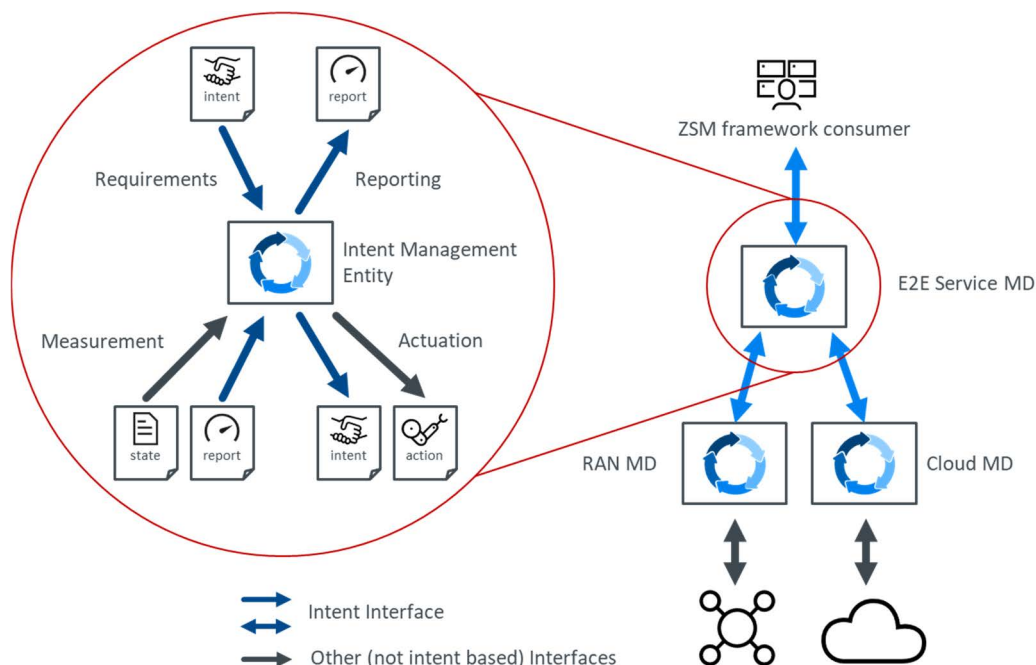 intent
report
ZSM framework consumer
Requirements
Reporting
Intent Management
Entity
E2E Service MD
Measurement
Actuation
state
report
intent
action
RAN MD
Cloud MD
Intent Interface
Other (not intent based) Interfaces